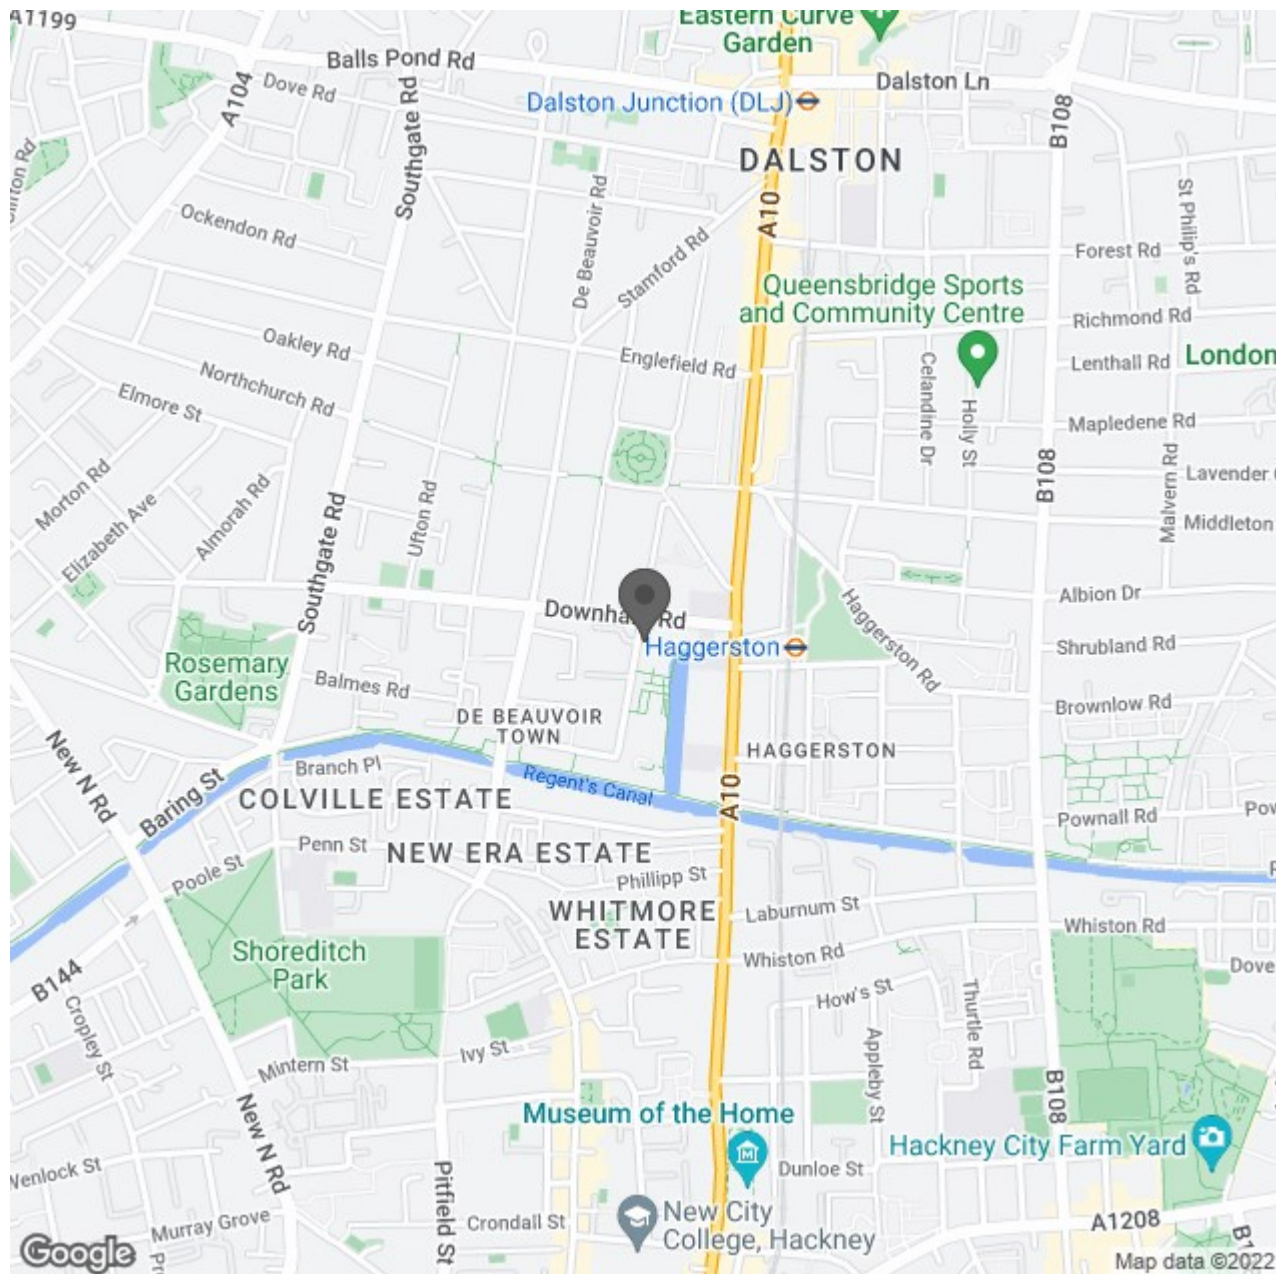 A1199
Eastern Curve
Garden
Balls Pond Rd
Dove Rd
A104
Southgate Rd
Dalston Ln
Dalston Junction (DLJ)
B108
DALSTON
A10
Ockendon Rd
De Beauvoir Rd
Stamford Rd
St Philip's Rd
Forest Rd
Queensbridge Sports
and Community Centre
Richmond Rd
Oakley Rd
Englefield Rd
Lenthall Rd
London
Celandine Dr
Holly St
Northchurch Rd
Elmore St
Mapledene Rd
Malvern Rd
Lavender
B108
Morton Rd
Elizabeth Ave
Almorah Rd
Ufton Rd
Southgate Rd
Middleton
Albion Dr
Haggerston Rd
Rd
Haggerston
Shrubland Rd
Rosemary
Gardens
Balmes Rd
Brownlow Rd
DE BEAUVOIR
TOWN
HAGGERSTON
New N Rd
Baring St
Branch Pl
Regent's Canal
A10
COLVILLE ESTATE
Pownall Rd
Penn St
NEW ERA ESTATE
Poole St
Phillipp St
WHITMORE
ESTATE
Laburnum St
Whiston Rd
Whiston Rd
Shoreditch
Park
B144
How's St
Thurtle Rd
Cropley St
Appleby St
Mintern St
Ivy St
B108
New N Rd
Museum of the Home
Hackney City Farm Yard
Dunloe St
Pitfield St
Murray Grove
Crondall St
New City
College, Hackney
A1208
Google
Map data ©2022